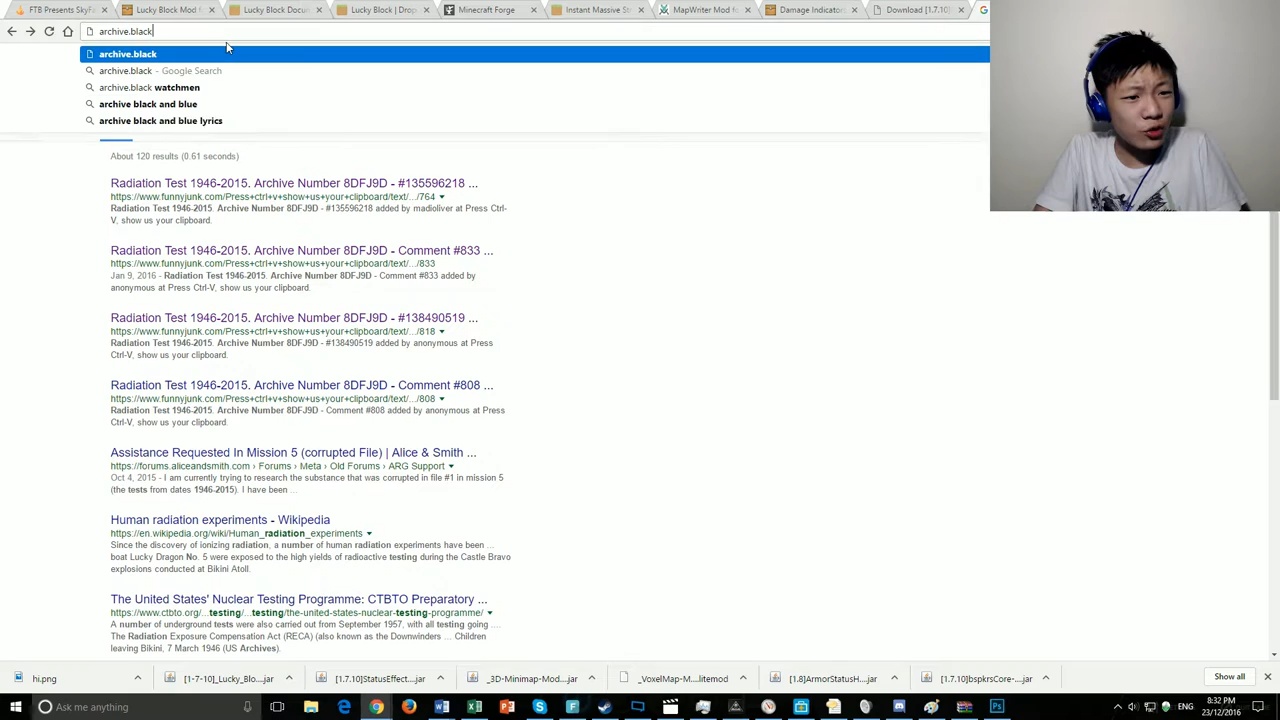 FTB Presents SkyFa
Lucky Block Mod fo
Lucky Block Docum
Lucky Block | Drop
Minecraft Forge
Instant Massive Str
MapWriter Mod fo
Damage Indicator
Download [1.7.10]
archive.black
archive.black
archive.black - Google Search
archive.black watchmen
archive black and blue
archive black and blue lyrics
About 120 results (0.61 seconds)
Radiation Test 1946-2015. Archive Number 8DFJ9D - #135596218 ...
https://www.funnyjunk.com/Press+ctrl+v+show+us+your+clipboard/text/.../764
Radiation Test 1946-2015. Archive Number 8DFJ9D - #135596218 added by madioliver at Press Ctrl-
V, show us your clipboard.
Radiation Test 1946-2015. Archive Number 8DFJ9D - Comment #833 ...
https://www.funnyjunk.com/Press+ctrl+v+show+us+your+clipboard/text/.../833
Jan 9, 2016 - Radiation Test 1946-2015. Archive Number 8DFJ9D - Comment #833 added by
anonymous at Press Ctrl-V, show us your clipboard.
Radiation Test 1946-2015. Archive Number 8DFJ9D - #138490519 ...
https://www.funnyjunk.com/Press+ctrl+v+show+us+your+clipboard/text/.../818
Radiation Test 1946-2015. Archive Number 8DFJ9D - #138490519 added by anonymous at Press
Ctrl-V, show us your clipboard.
Radiation Test 1946-2015. Archive Number 8DFJ9D - Comment #808 ...
https://www.funnyjunk.com/Press+ctrl+v+show+us+your+clipboard/text/.../808
Radiation Test 1946-2015. Archive Number 8DFJ9D - Comment #808 added by anonymous at Press
Ctrl-V, show us your clipboard.
Assistance Requested In Mission 5 (corrupted File) | Alice & Smith ...
https://forums.aliceandsmith.com › Forums › Meta › Old Forums › ARG Support
Oct 4, 2015 - I am currently trying to research the substance that was corrupted in file #1 in mission 5
(the tests from dates 1946-2015). I have been ...
Human radiation experiments - Wikipedia
https://en.wikipedia.org/wiki/Human_radiation_experiments
Since the discovery of ionizing radiation, a number of human radiation experiments have been ...
boat Lucky Dragon No. 5 were exposed to the high yields of radioactive testing during the Castle Bravo
explosions conducted at Bikini Atoll.
The United States' Nuclear Testing Programme: CTBTO Preparatory ...
https://www.ctbto.org/...testing/...testing/the-united-states-nuclear-testing-programme/
A number of underground tests were also carried out from September 1957, with all testing going ....
The Radiation Exposure Compensation Act (RECA) (also known as the Downwinders ... Children
leaving Bikini, 7 March 1946 (US Archives).
hi.png
[1-7-10]_Lucky_Blo....jar
[1.7.10]StatusEffect....jar
_3D-Minimap-Mod....jar
_VoxelMap-M....litemod
[1.8]ArmorStatusH....jar
[1.7.10]bspkrsCore-....jar
Show all
Ask me anything
ENG
8:32 PM
23/12/2016